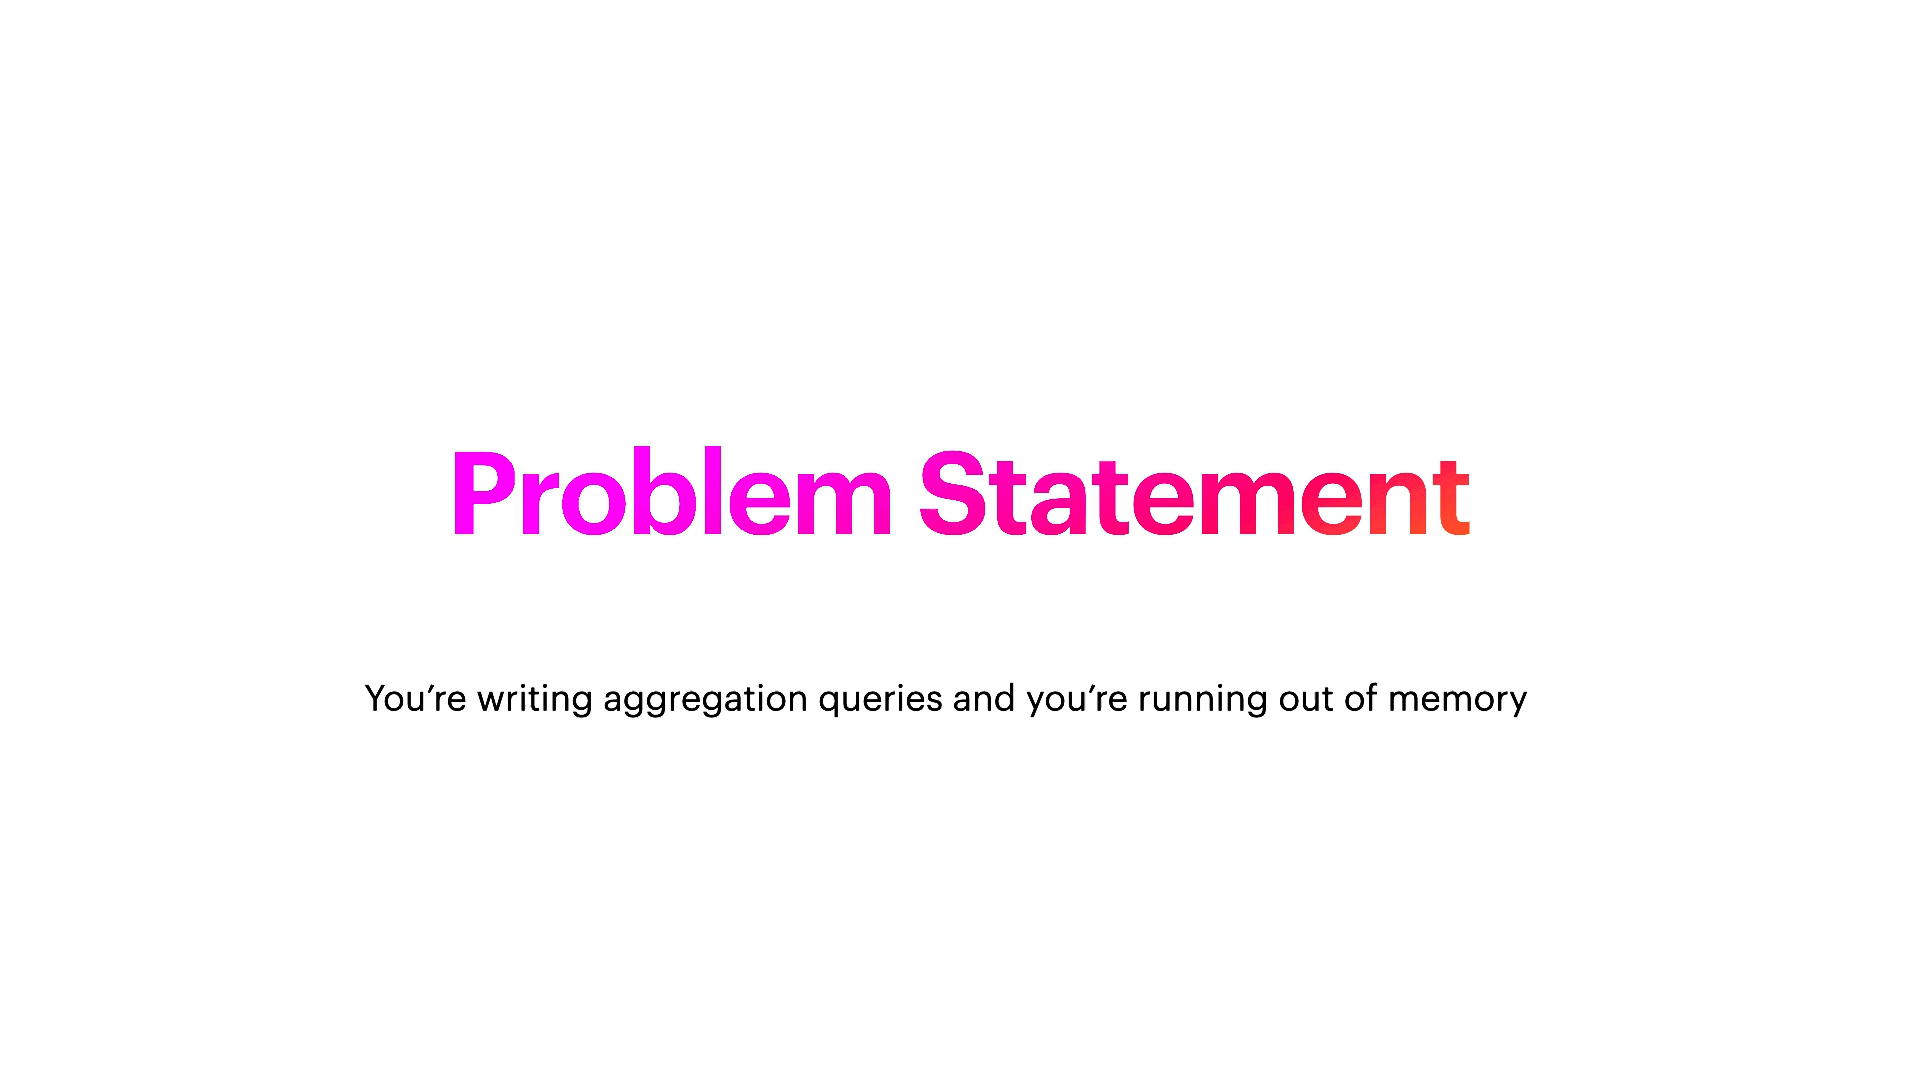 Problem Statement
You’re writing aggregation queries and you’re running out of memory